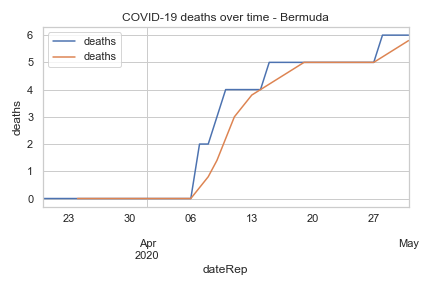 COVID-19 deaths over time - Bermuda
deaths
deaths
deaths
6
5
4
3
2
1
0
23 30 06 13 20 27
Apr May
2020
dateRep